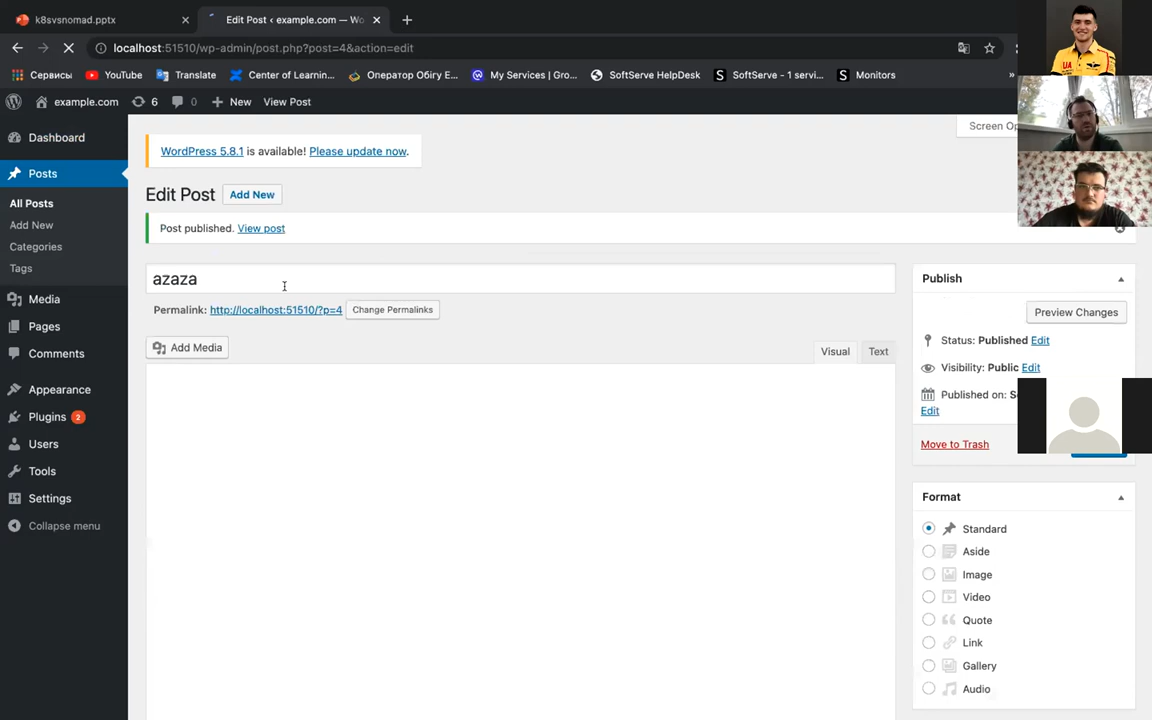 k8svsnomad.pptx
Edit Post ‹ example.com — Wo
localhost:51510/wp-admin/post.php?post=4&action=edit
Сервисы YouTube Translate Center of Learnin... Оператор Обігу Е... My Services | Gro... SoftServe HelpDesk SoftServe - 1 servi... Monitors »
example.com 6 0 New View Post
Screen Op
Dashboard
Posts
All Posts
Add New
Categories
Tags
Media
Pages
Comments
Appearance
Plugins 2
Users
Tools
Settings
Collapse menu
WordPress 5.8.1 is available! Please update now.
Edit Post Add New
Post published. View post
azaza
Permalink: http://localhost:51510/?p=4 Change Permalinks
Add Media
Visual Text
Publish
Preview Changes
Status: Published Edit
Visibility: Public Edit
Published on:
Edit
Move to Trash
Format
Standard
Aside
Image
Video
Quote
Link
Gallery
Audio
UA